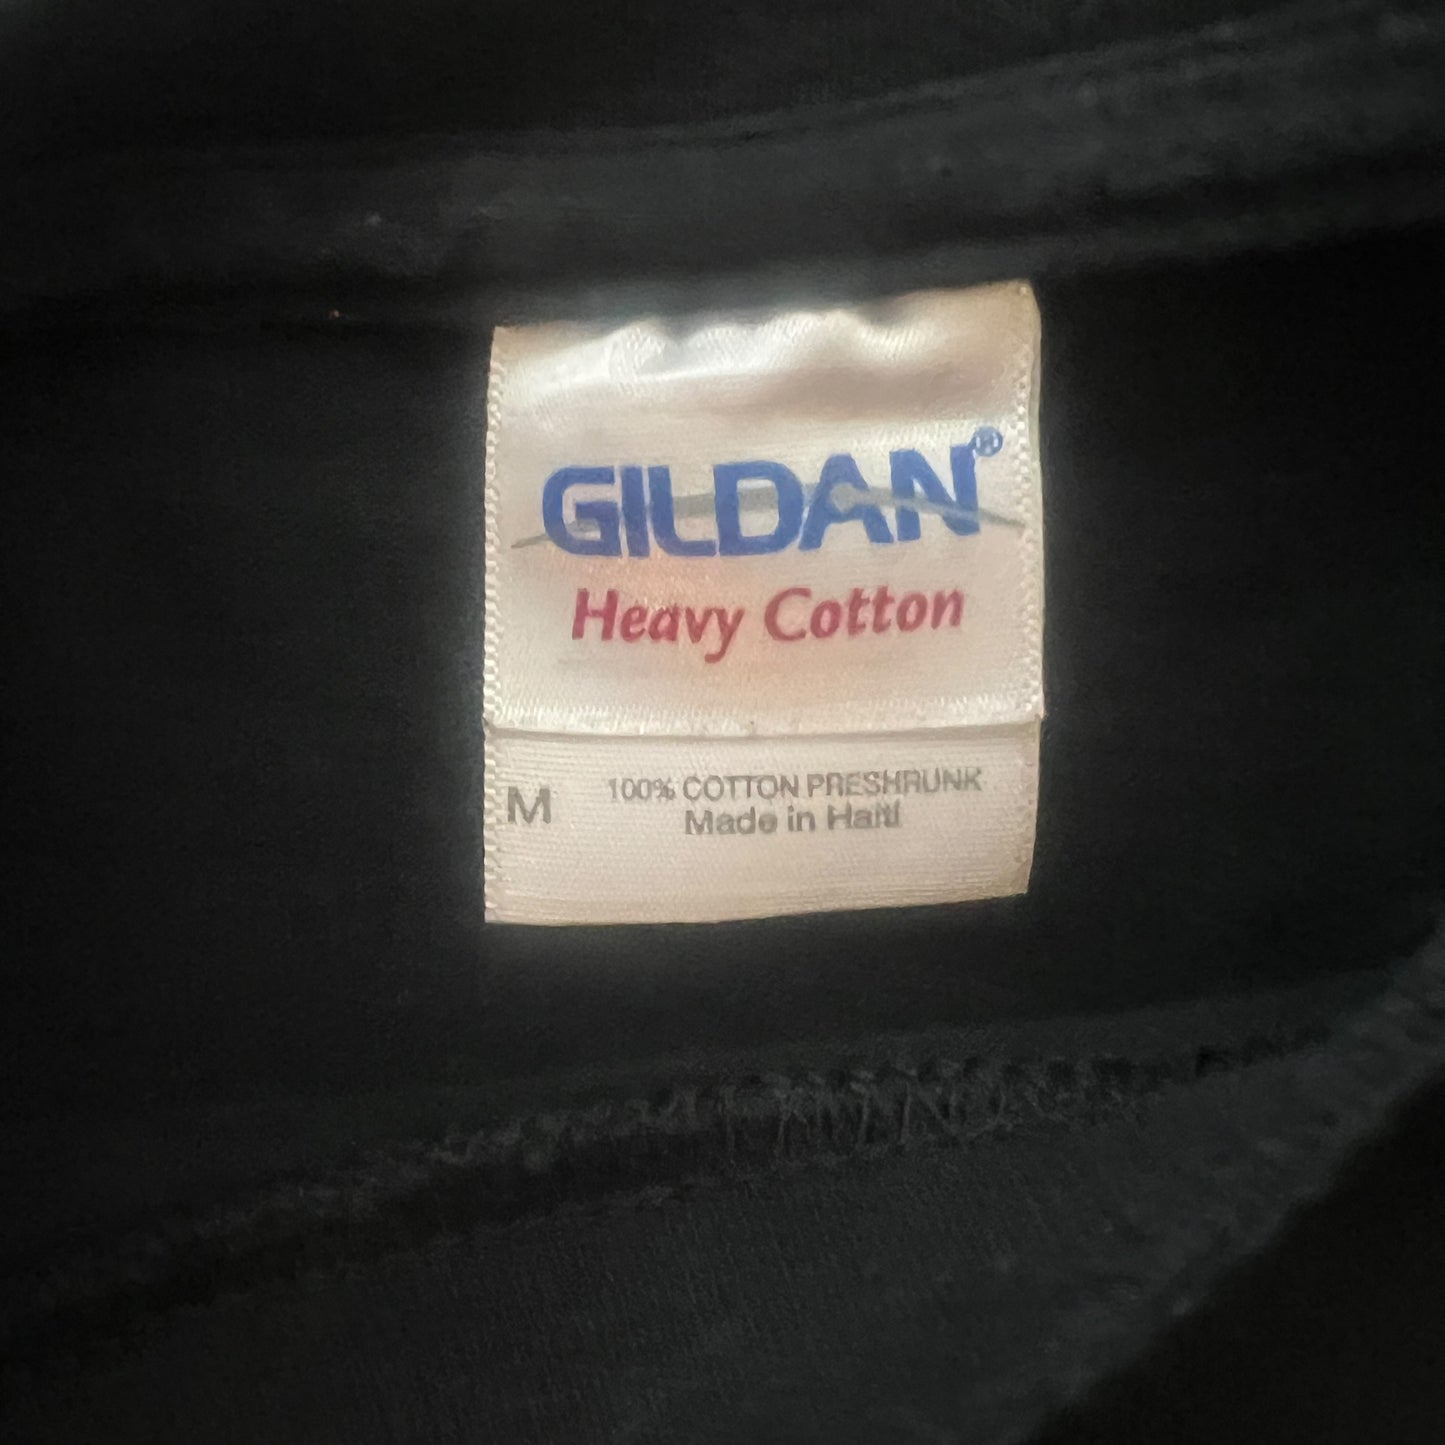 GILDAN®
Heavy Cotton
M 100% COTTON PRESHRUNK
Made in Haiti